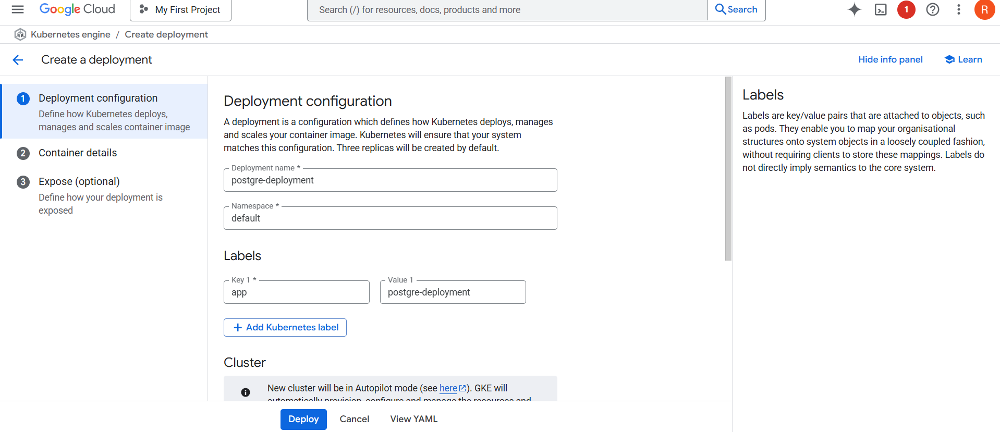 Google Cloud
My First Project
Search (/) for resources, docs, products and more
Search
1
R
Kubernetes engine / Create deployment
Create a deployment
Hide info panel
Learn
1 Deployment configuration
Define how Kubernetes deploys,
manages and scales container image
2 Container details
3 Expose (optional)
Define how your deployment is
exposed
Deployment configuration
A deployment is a configuration which defines how Kubernetes deploys, manages
and scales your container image. Kubernetes will ensure that your system
matches this configuration. Three replicas will be created by default.
Deployment name *
postgre-deployment
Namespace *
default
Labels
Key 1 *
app
Value 1
postgre-deployment
+ Add Kubernetes label
Cluster
New cluster will be in Autopilot mode (see here). GKE will
automatically provision, configure and manage the resources and
Deploy
Cancel
View YAML
Labels
Labels are key/value pairs that are attached to objects, such
as pods. They enable you to map your organisational
structures onto system objects in a loosely coupled fashion,
without requiring clients to store these mappings. Labels do
not directly imply semantics to the core system.